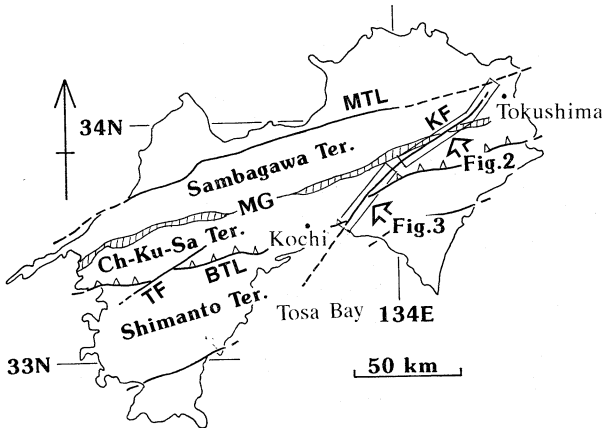 MTL
KF
Tokushima
34N
Sambagawa Ter.
Fig.2
MG
Fig.3
Kochi
Ch-Ku-Sa Ter.
BTL
TF
Shimanto Ter.
Tosa Bay
134E
33N
50 km